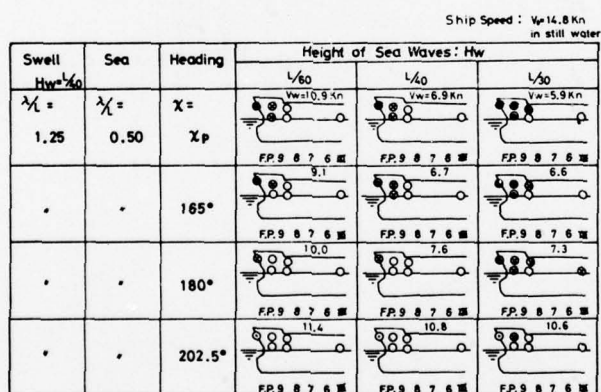 Ship Speed : Vp=14.8 Kn
in still water
Swell Sea Heading Height of Sea Waves : Hw
Hw=L/40 L/60 L/40 L/30
λ/L = λ/L = χ = Vw=10.9 Kn Vw=6.9 Kn Vw=5.9 Kn
1.25 0.50 χp
F.P. 9 8 7 6 F.P. 9 8 7 6 F.P. 9 8 7 6
9.1 6.7 6.6
" " 165°
F.P. 9 8 7 6 F.P. 9 8 7 6 F.P. 9 8 7 6
10.0 7.6 7.3
" " 180°
F.P. 9 8 7 6 F.P. 9 8 7 6 F.P. 9 8 7 6
11.4 10.8 10.6
" " 202.5°
F.P. 9 8 7 6 F.P. 9 8 7 6 F.P. 9 8 7 6